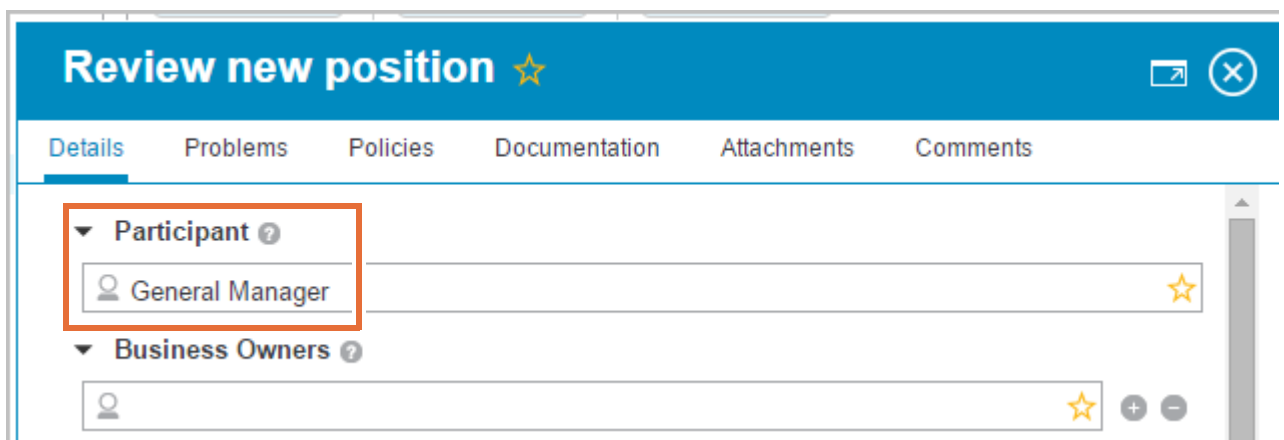 Review new position
Details Problems Policies Documentation Attachments Comments
Participant ?
General Manager
Business Owners ?